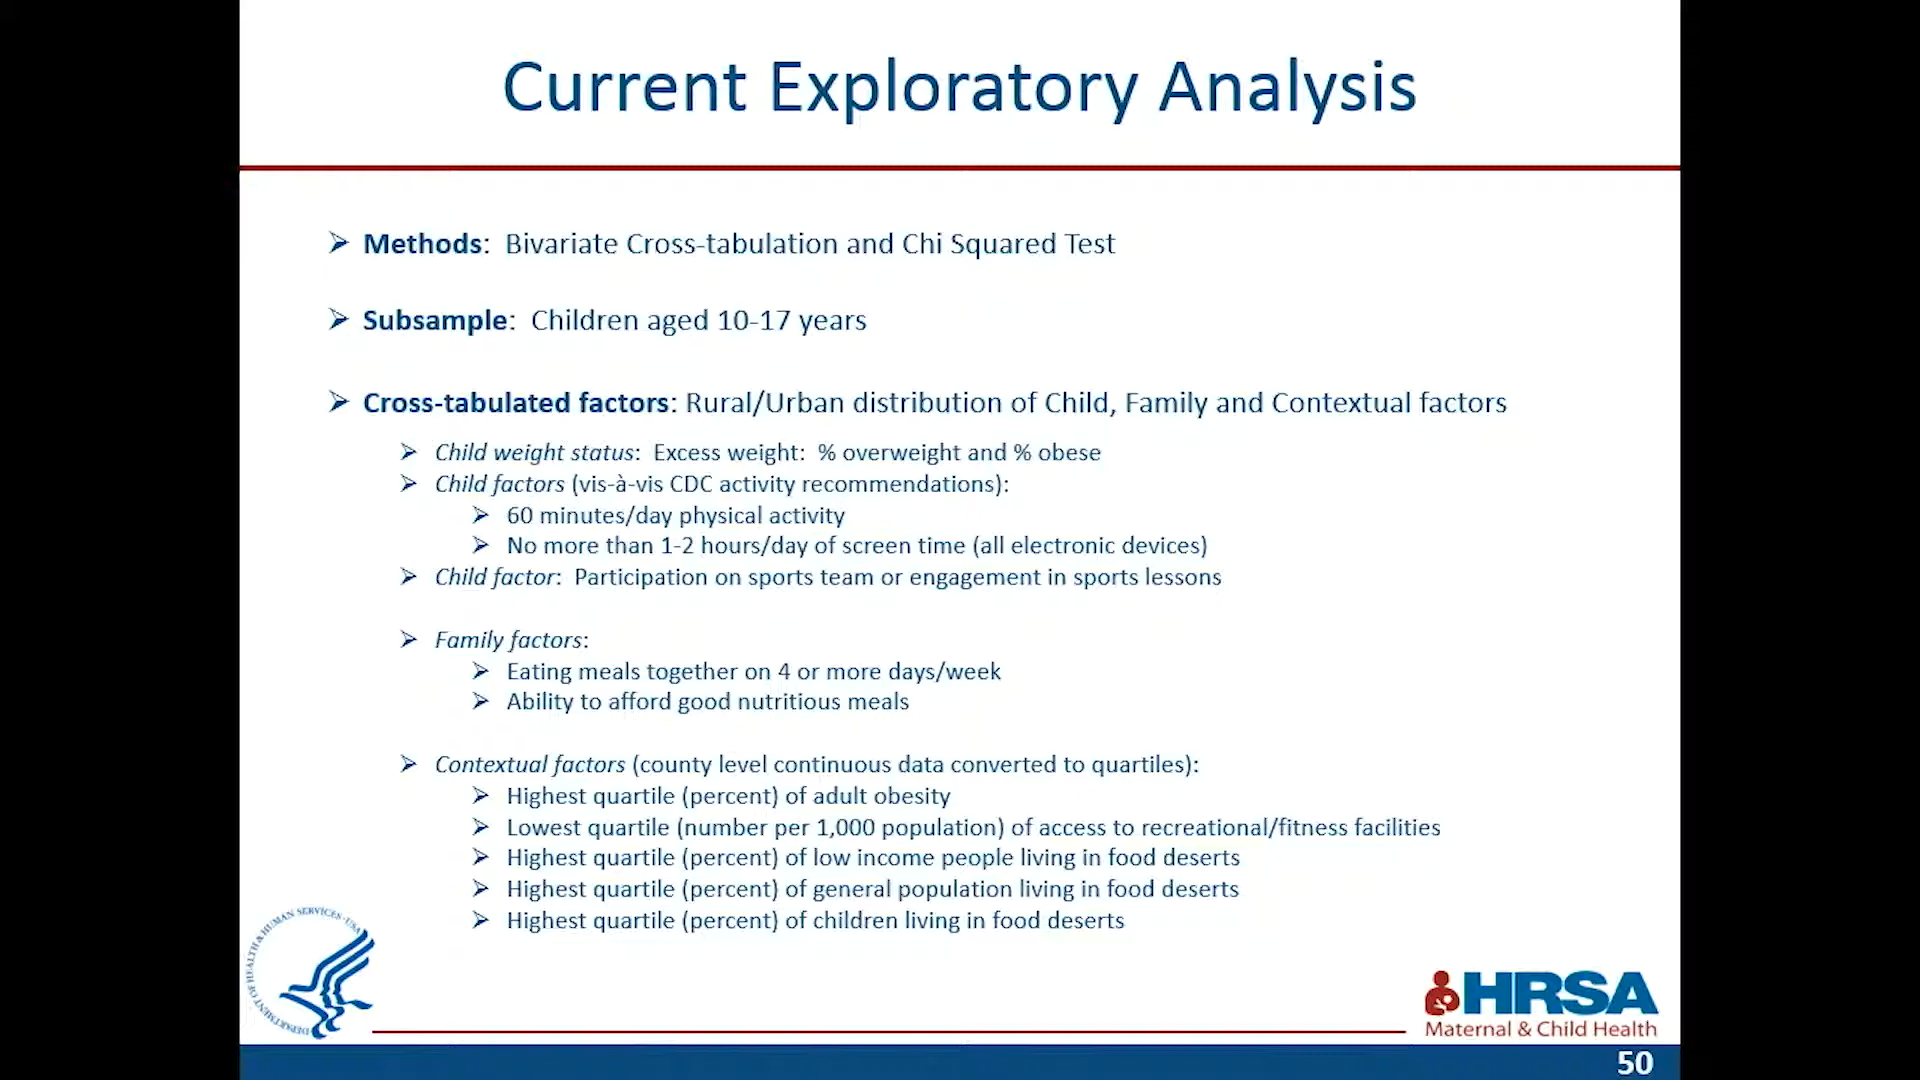 Current Exploratory Analysis
Methods: Bivariate Cross-tabulation and Chi Squared Test
Subsample: Children aged 10-17 years
Cross-tabulated factors: Rural/Urban distribution of Child, Family and Contextual factors
Child weight status: Excess weight: % overweight and % obese
Child factors (vis-à-vis CDC activity recommendations):
60 minutes/day physical activity
No more than 1-2 hours/day of screen time (all electronic devices)
Child factor: Participation on sports team or engagement in sports lessons
Family factors:
Eating meals together on 4 or more days/week
Ability to afford good nutritious meals
Contextual factors (county level continuous data converted to quartiles):
Highest quartile (percent) of adult obesity
Lowest quartile (number per 1,000 population) of access to recreational/fitness facilities
Highest quartile (percent) of low income people living in food deserts
Highest quartile (percent) of general population living in food deserts
Highest quartile (percent) of children living in food deserts
DEPARTMENT OF HEALTH & HUMAN SERVICES · USA
HRSA
Maternal & Child Health
50